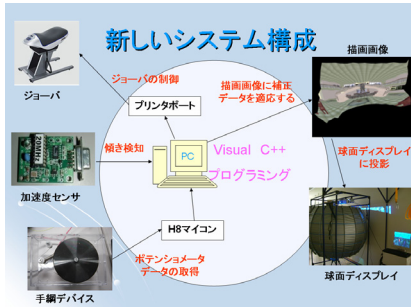 新しいシステム構成
描画画像
ジョーバの制御
ジョーバ
プリンタポート
描画画像に補正
データを適応する
傾き検知
PC
Visual C++
プログラミング
球面ディスプレイ
に投影
20MHz
加速度センサ
H8マイコン
ポテンショメータ
データの取得
手綱デバイス
球面ディスプレイ